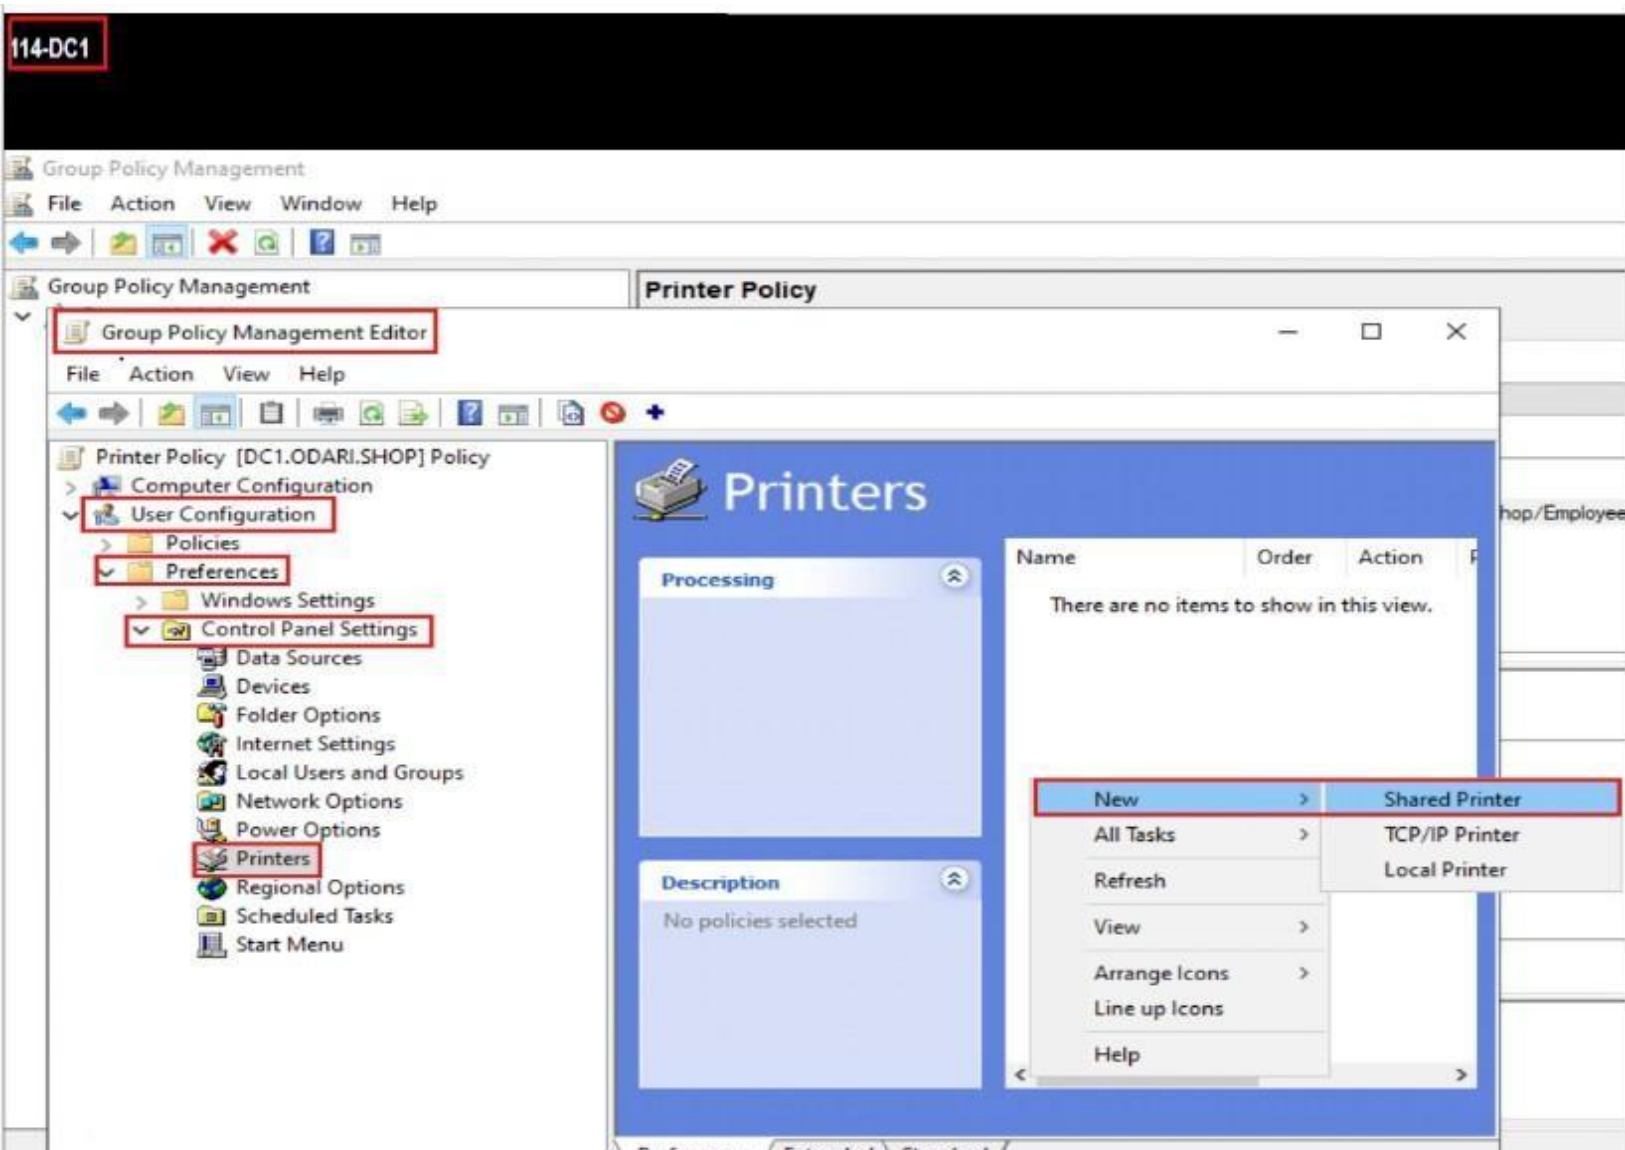 114-DC1
Group Policy Management
File Action View Window Help
Group Policy Management
Printer Policy
Group Policy Management Editor
File Action View Help
Printer Policy [DC1.ODARI.SHOP] Policy
Computer Configuration
User Configuration
Policies
Preferences
Windows Settings
Control Panel Settings
Data Sources
Devices
Folder Options
Internet Settings
Local Users and Groups
Network Options
Power Options
Printers
Regional Options
Scheduled Tasks
Start Menu
Printers
Processing
Description
No policies selected
Name Order Action
There are no items to show in this view.
hop/Employee
New
All Tasks
Refresh
View
Arrange Icons
Line up Icons
Help
Shared Printer
TCP/IP Printer
Local Printer